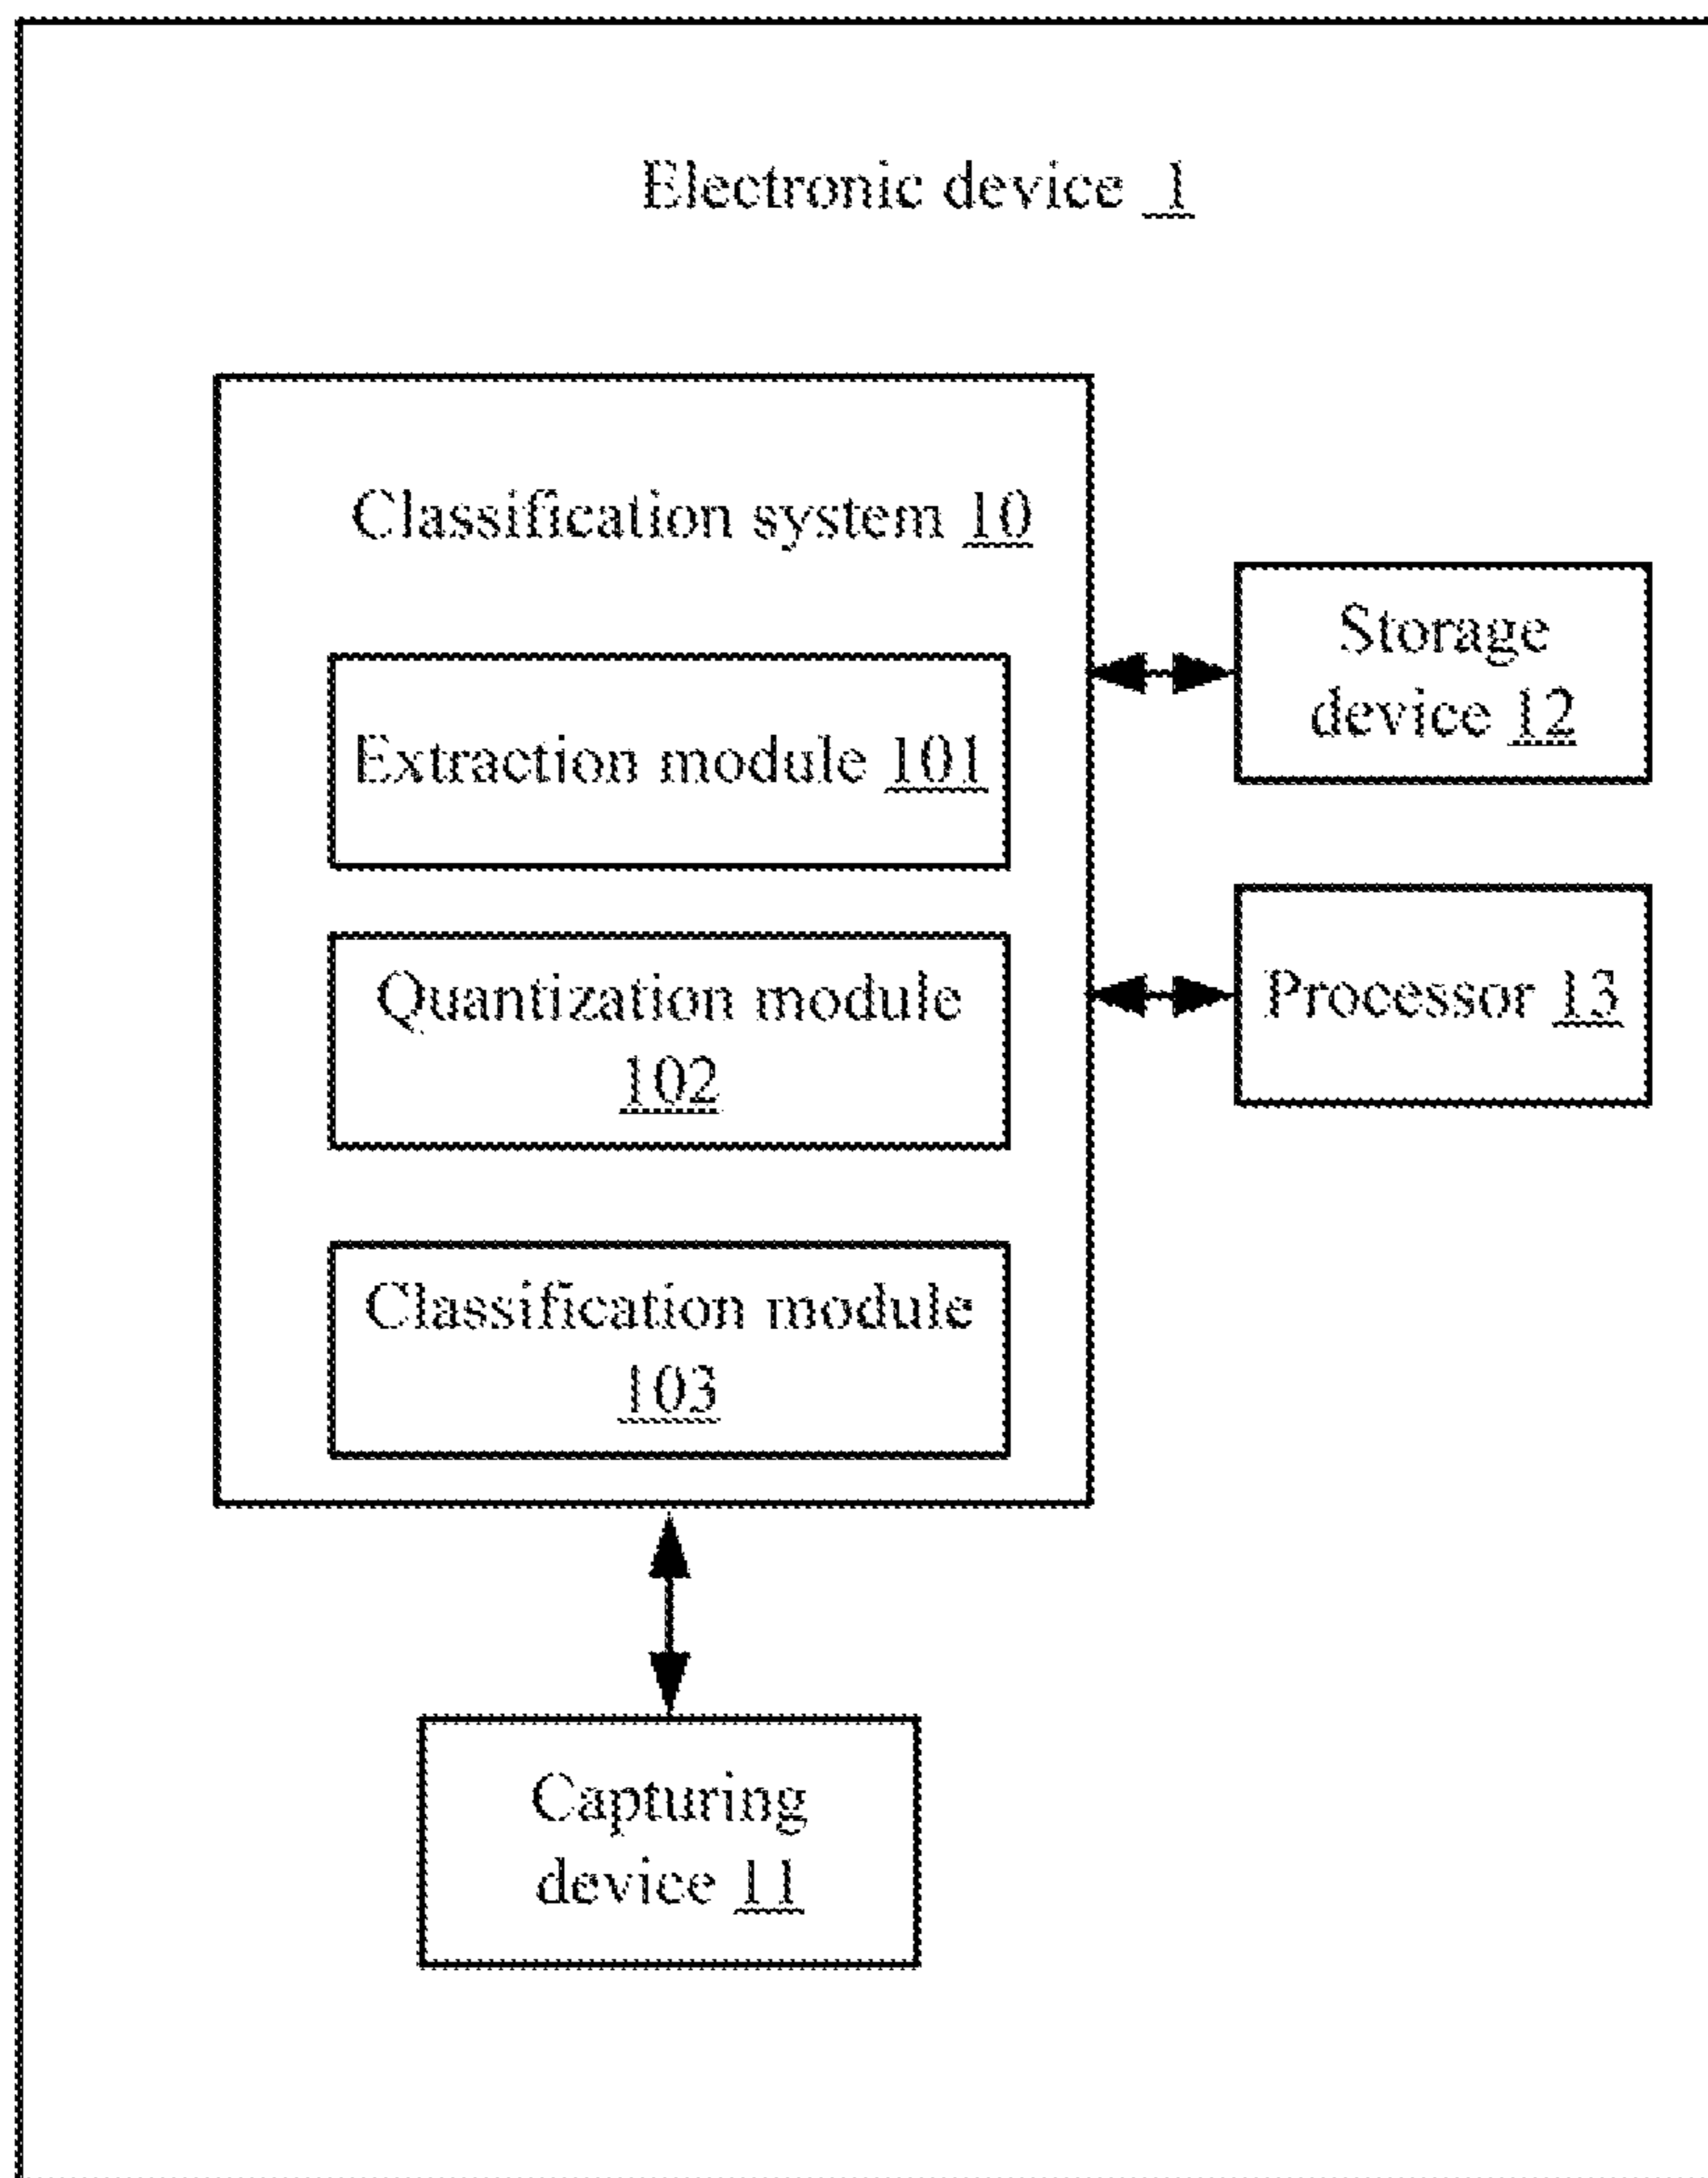 Electronic device 1
Classification system 10
Extraction module 101
Quantization module
102
Classification module
103
Storage
device 12
Processor 13
Capturing
device 11